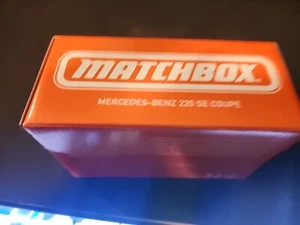 MATCHBOX
MERCEDES-BENZ 220 SE COUPE